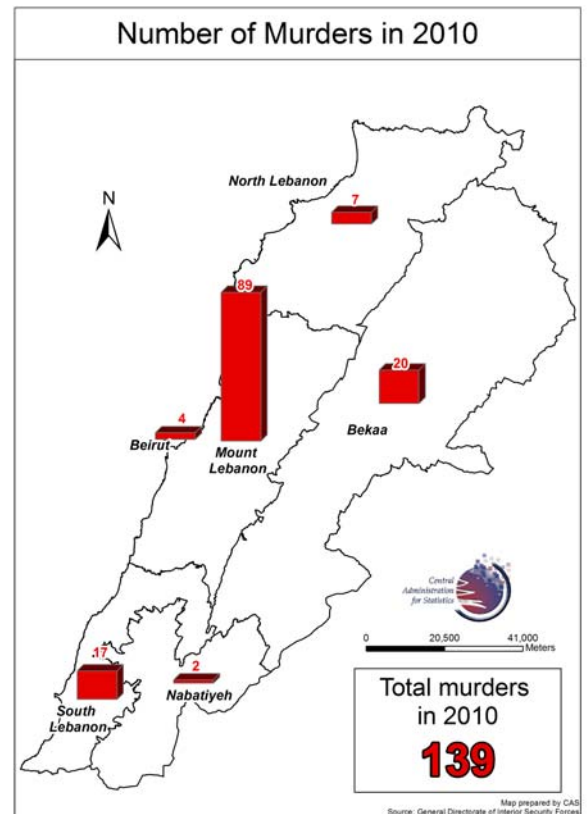 Number of Murders in 2010
North Lebanon
7
N
89
20
4
Beirut
Mount
Lebanon
Bekaa
Central
Administration
for Statistics
0 20,500 41,000
Meters
.17
2
South
Lebanon
Nabatiyeh
Total murders
in 2010
139
Map prepared by CAS
Source: General Directorate of Interior Security Forces